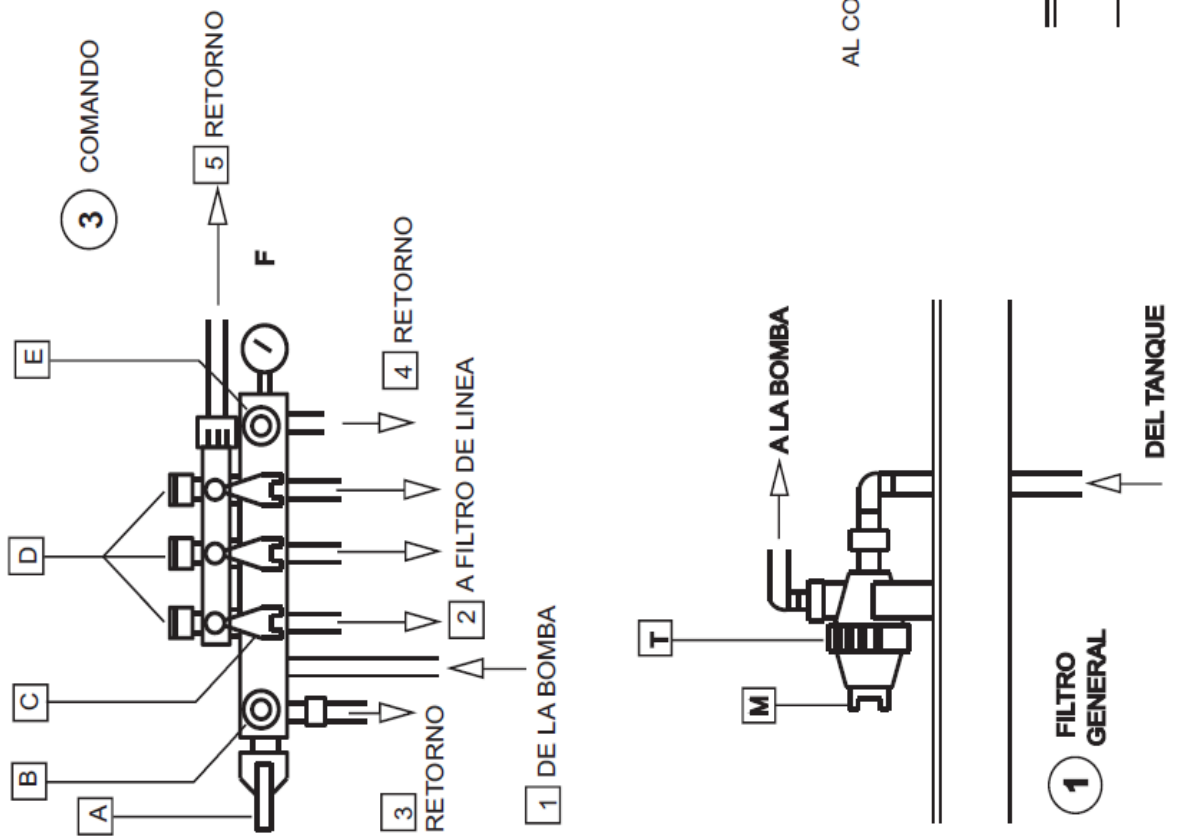 3 COMANDO
5 RETORNO
E
F
D
4 RETORNO
C
2 A FILTRO DE LINEA
B
A
3 RETORNO
1 DE LA BOMBA
AL CO
A LA BOMBA
T
M
DEL TANQUE
1 FILTRO
GENERAL